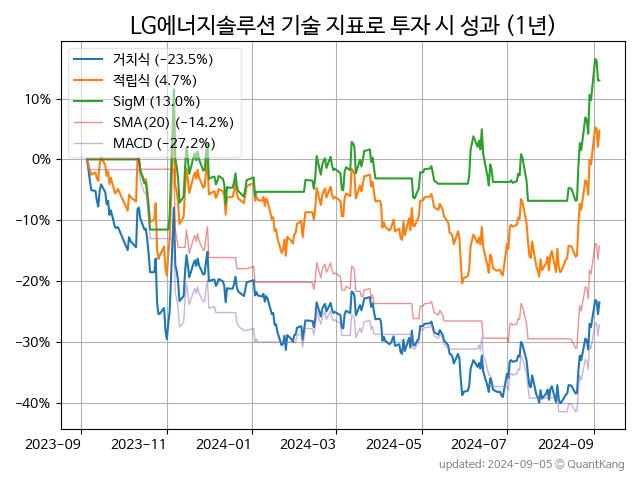 LG에너지솔루션 기술 지표로 투자 시 성과 (1년)
거치식 (−23.5%)
적립식 (4.7%)
SigM (13.0%)
SMA(20) (−14.2%)
MACD (−27.2%)
10%
0%
−10%
−20%
−30%
−40%
2023-09 2023-11 2024-01 2024-03 2024-05 2024-07 2024-09
updated: 2024-09-05 © QuantKang